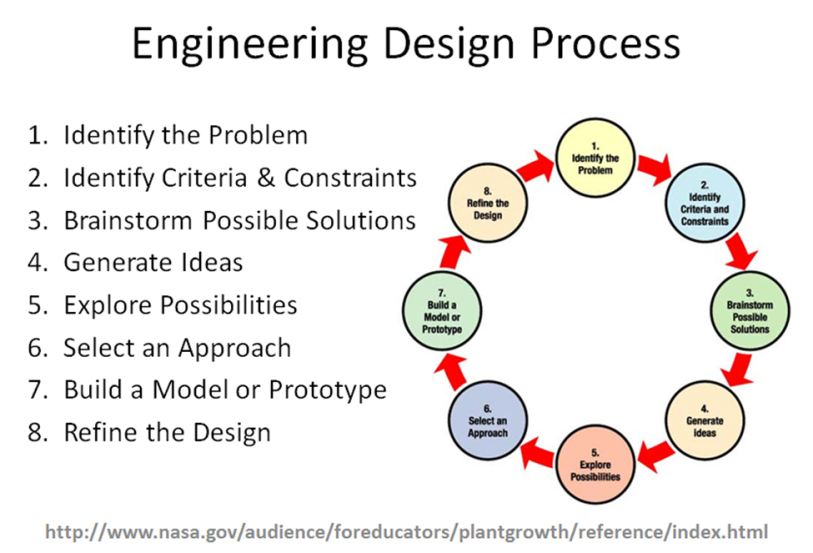 Engineering Design Process
1. Identify the Problem
2. Identify Criteria & Constraints
3. Brainstorm Possible Solutions
4. Generate Ideas
5. Explore Possibilities
6. Select an Approach
7. Build a Model or Prototype
8. Refine the Design
1.
Identify the
Problem
2.
Identify
Criteria and
Constraints
3.
Brainstorm
Possible
Solutions
4.
Generate
Ideas
5.
Explore
Possibilities
6.
Select an
Approach
7.
Build a
Model or
Prototype
8.
Refine the
Design
http://www.nasa.gov/audience/foreducators/plantgrowth/reference/index.html